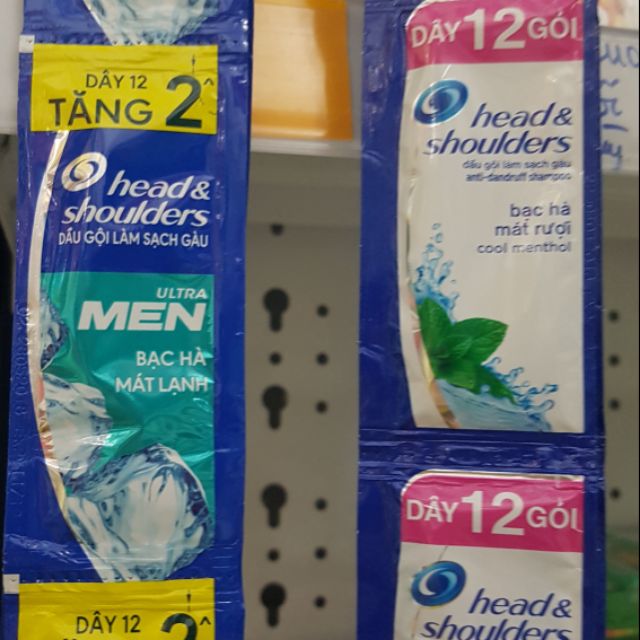 DÂY 12
TẶNG 2
head &
shoulders
DẦU GỘI LÀM SẠCH GÀU
ULTRA
MEN
BẠC HÀ
MÁT LẠNH
DÂY 12
2
DÂY 12 GÓI
head &
shoulders
dầu gội làm sạch gàu
anti-dandruff shampoo
bạc hà
mát rượi
cool menthol
DÂY 12 GÓI
head &
shoulders